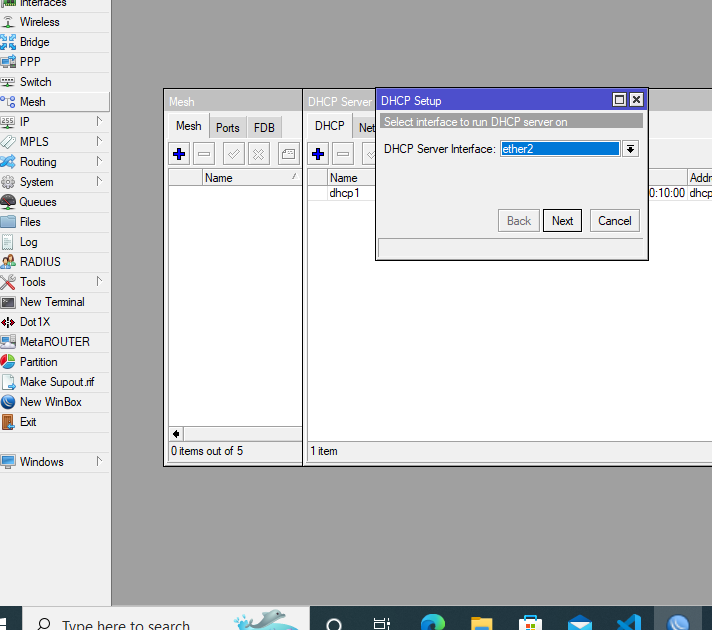 Interfaces
Wireless
Bridge
PPP
Switch
Mesh
IP
MPLS
Routing
System
Queues
Files
Log
RADIUS
Tools
New Terminal
Dot1X
MetaROUTER
Partition
Make Supout.rif
New WinBox
Exit
Windows
Mesh
Mesh Ports FDB
Name
0 items out of 5
DHCP Server
DHCP Net
Name Addr
dhcp1 0:10:00 dhcp
1 item
DHCP Setup
Select interface to run DHCP server on
DHCP Server Interface: ether2
Back Next Cancel
Type here to search